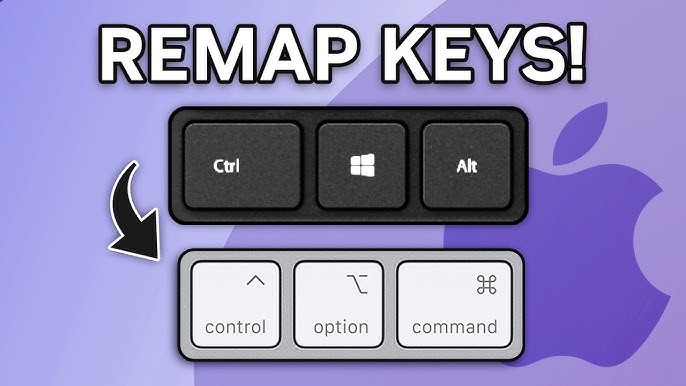 REMAP KEYS!
Ctrl Alt
⌃ ⌥ ⌘
control option command